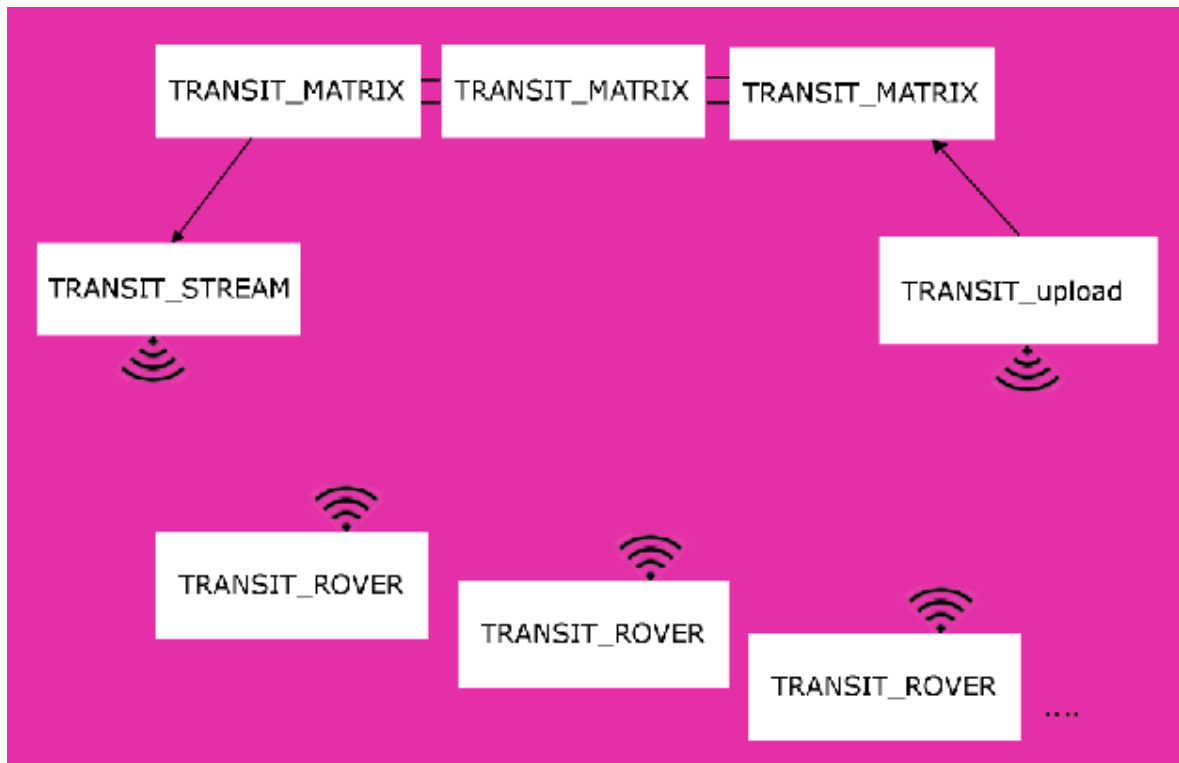 TRANSIT_MATRIX
TRANSIT_MATRIX
TRANSIT_MATRIX
TRANSIT_STREAM
TRANSIT_upload
TRANSIT_ROVER
TRANSIT_ROVER
TRANSIT_ROVER
....